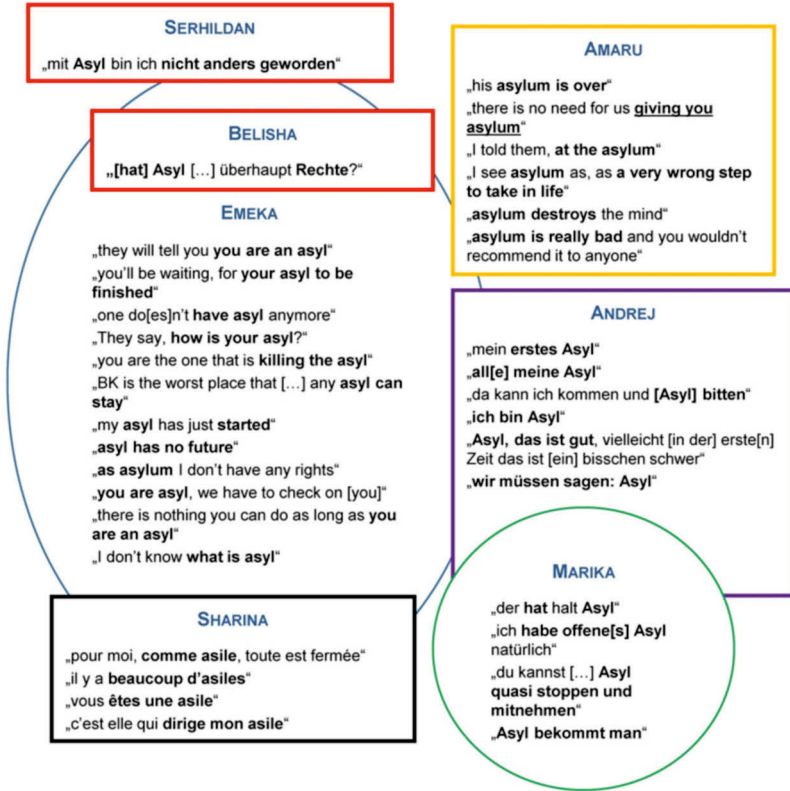 SERHILDAN
„mit Asyl bin ich nicht anders geworden“
BELISHA
„[hat] Asyl […] überhaupt Rechte?“
EMEKA
„they will tell you you are an asyl“
„you’ll be waiting, for your asyl to be
finished“
„one do[es]n’t have asyl anymore“
„They say, how is your asyl?“
„you are the one that is killing the asyl“
„BK is the worst place that […] any asyl can
stay“
„my asyl has just started“
„asyl has no future“
„as asylum I don’t have any rights“
„you are asyl, we have to check on [you]“
„there is nothing you can do as long as you
are an asyl“
„I don’t know what is asyl“
SHARINA
„pour moi, comme asile, toute est fermée“
„il y a beaucoup d’asiles“
„vous êtes une asile“
„c’est elle qui dirige mon asile“
AMARU
„his asylum is over“
„there is no need for us giving you
asylum“
„I told them, at the asylum“
„I see asylum as, as a very wrong step
to take in life“
„asylum destroys the mind“
„asylum is really bad and you wouldn’t
recommend it to anyone“
ANDREJ
„mein erstes Asyl“
„all[e] meine Asyl“
„da kann ich kommen und [Asyl] bitten“
„ich bin Asyl“
„Asyl, das ist gut, vielleicht [in der] erste[n]
Zeit das ist [ein] bisschen schwer“
„wir müssen sagen: Asyl“
MARIKA
„der hat halt Asyl“
„ich habe offene[s] Asyl
natürlich“
„du kannst […] Asyl
quasi stoppen und
mitnehmen“
„Asyl bekommt man“